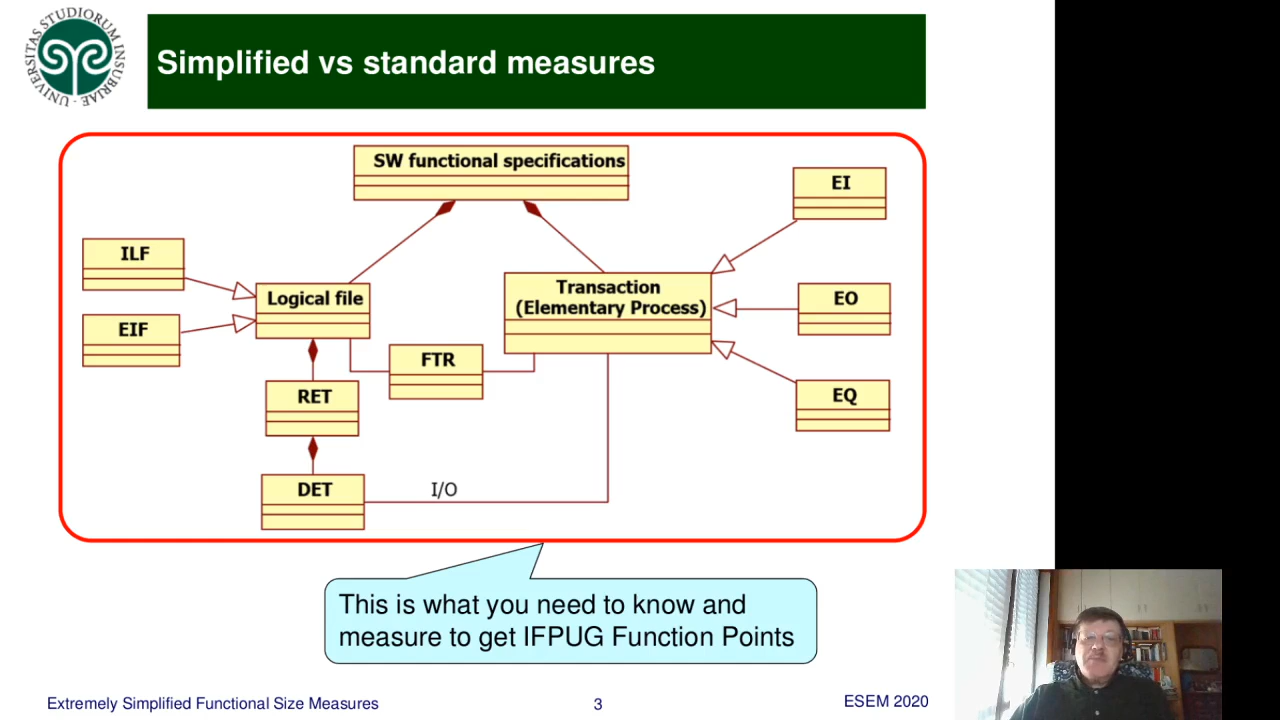 UNIVERSITAS STUDIORUM INSUBRIAE
Simplified vs standard measures
SW functional specifications
EI
ILF
Logical file
Transaction
(Elementary Process)
EO
EIF
FTR
RET
EQ
DET
I/O
This is what you need to know and
measure to get IFPUG Function Points
Extremely Simplified Functional Size Measures
3
ESEM 2020